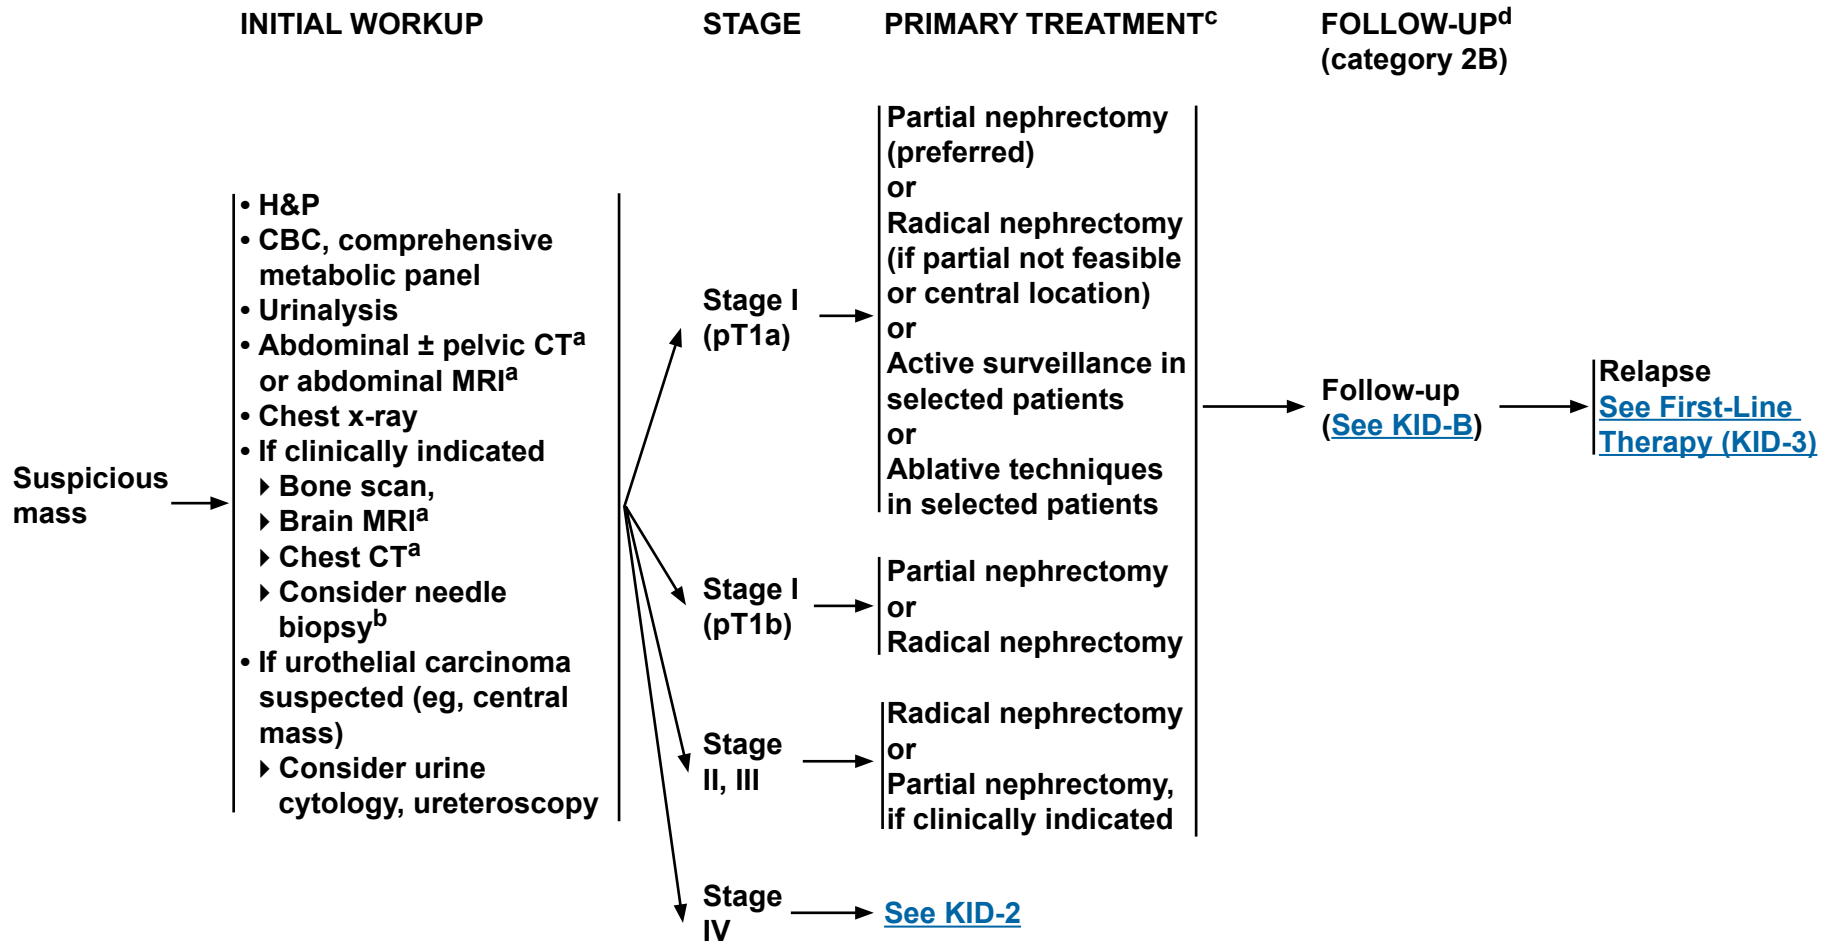 INITIAL WORKUP
STAGE
PRIMARY TREATMENTc
FOLLOW-UPd
(category 2B)
Suspicious
mass
• H&P
• CBC, comprehensive
metabolic panel
• Urinalysis
• Abdominal ± pelvic CTa
or abdominal MRIa
• Chest x-ray
• If clinically indicated
▸ Bone scan,
▸ Brain MRIa
▸ Chest CTa
▸ Consider needle
biopsyb
• If urothelial carcinoma
suspected (eg, central
mass)
▸ Consider urine
cytology, ureteroscopy
Stage I
(pT1a)
Partial nephrectomy
(preferred)
or
Radical nephrectomy
(if partial not feasible
or central location)
or
Active surveillance in
selected patients
or
Ablative techniques
in selected patients
Stage I
(pT1b)
Partial nephrectomy
or
Radical nephrectomy
Stage
II, III
Radical nephrectomy
or
Partial nephrectomy,
if clinically indicated
Stage
IV
See KID-2
Follow-up
(See KID-B)
Relapse
See First-Line
Therapy (KID-3)